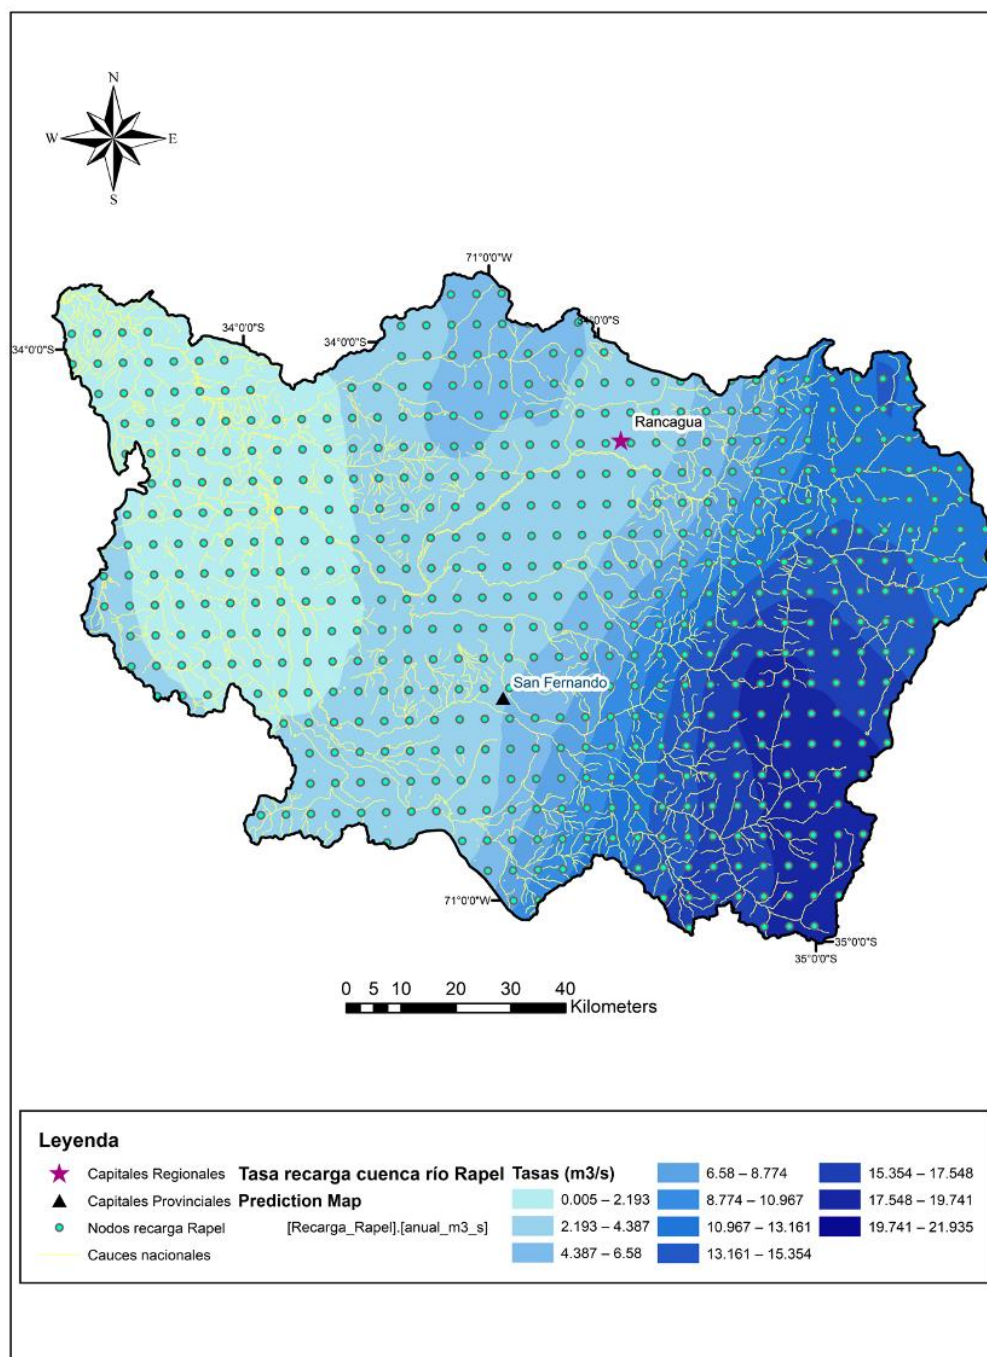 N
W E
S
71°0'0"W
34°0'0"S
34°0'0"S
34°0'0"S
34°0'0"S
Rancagua
San Fernando
71°0'0"W
35°0'0"S
35°0'0"S
0 5 10 20 30 40
Kilometers
Leyenda
Capitales Regionales
Capitales Provinciales
Nodos recarga Rapel
Cauces nacionales
Tasa recarga cuenca río Rapel
Prediction Map
[Recarga_Rapel].[anual_m3_s]
Tasas (m3/s)
0.005 – 2.193
2.193 – 4.387
4.387 – 6.58
6.58 – 8.774
8.774 – 10.967
10.967 – 13.161
13.161 – 15.354
15.354 – 17.548
17.548 – 19.741
19.741 – 21.935